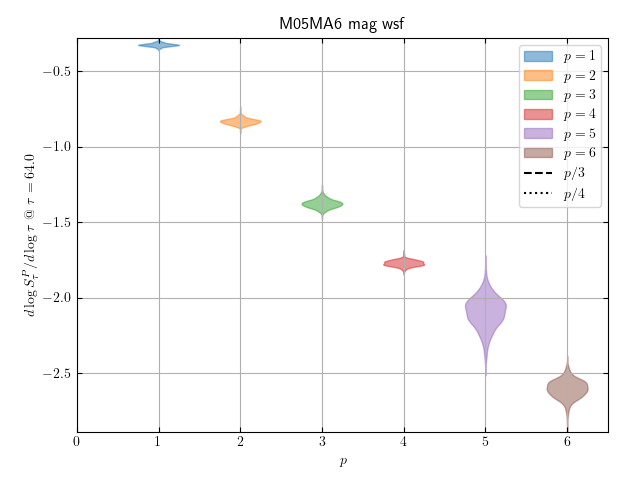 M05MA6 mag wsf
p = 1
p = 2
p = 3
p = 4
p = 5
p = 6
p/3
p/4
d log S_τ^P / d log τ @ τ = 64.0
−0.5
−1.0
−1.5
−2.0
−2.5
0 1 2 3 4 5 6
p